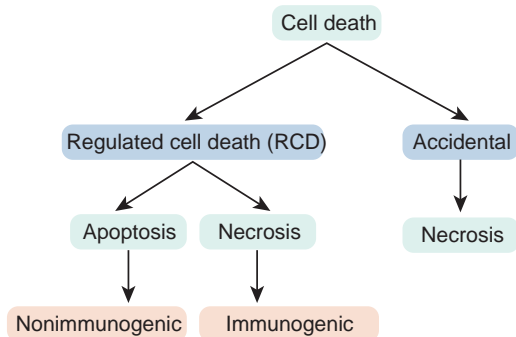 Cell death
Regulated cell death (RCD)
Accidental
Apoptosis
Necrosis
Necrosis
Nonimmunogenic
Immunogenic